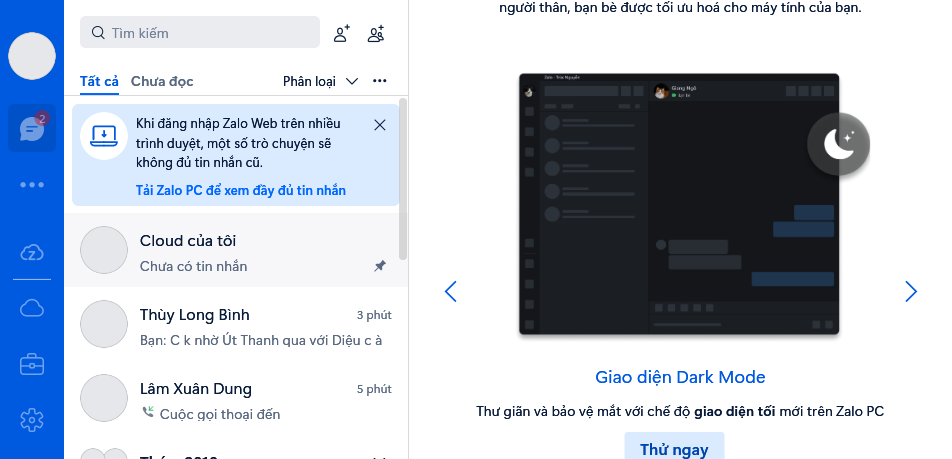 Tìm kiếm
Tất cả
Chưa đọc
Phân loại
2
Khi đăng nhập Zalo Web trên nhiều
trình duyệt, một số trò chuyện sẽ
không đủ tin nhắn cũ.
Tải Zalo PC để xem đầy đủ tin nhắn
Cloud của tôi
Chưa có tin nhắn
Thùy Long Bình
3 phút
Bạn: C k nhờ Út Thanh qua với Diệu c à
Lâm Xuân Dung
5 phút
Cuộc gọi thoại đến
người thân, bạn bè được tối ưu hoá cho máy tính của bạn.
Giao diện Dark Mode
Thư giãn và bảo vệ mắt với chế độ giao diện tối mới trên Zalo PC
Thử ngay